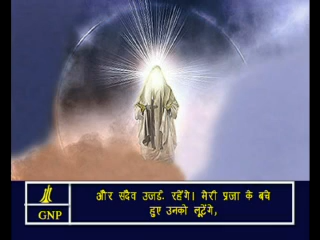 और सदैव उजाड़ रहेंगे। मेरी प्रजा के बचे
हुए उनको लूटेंगे,
GNP